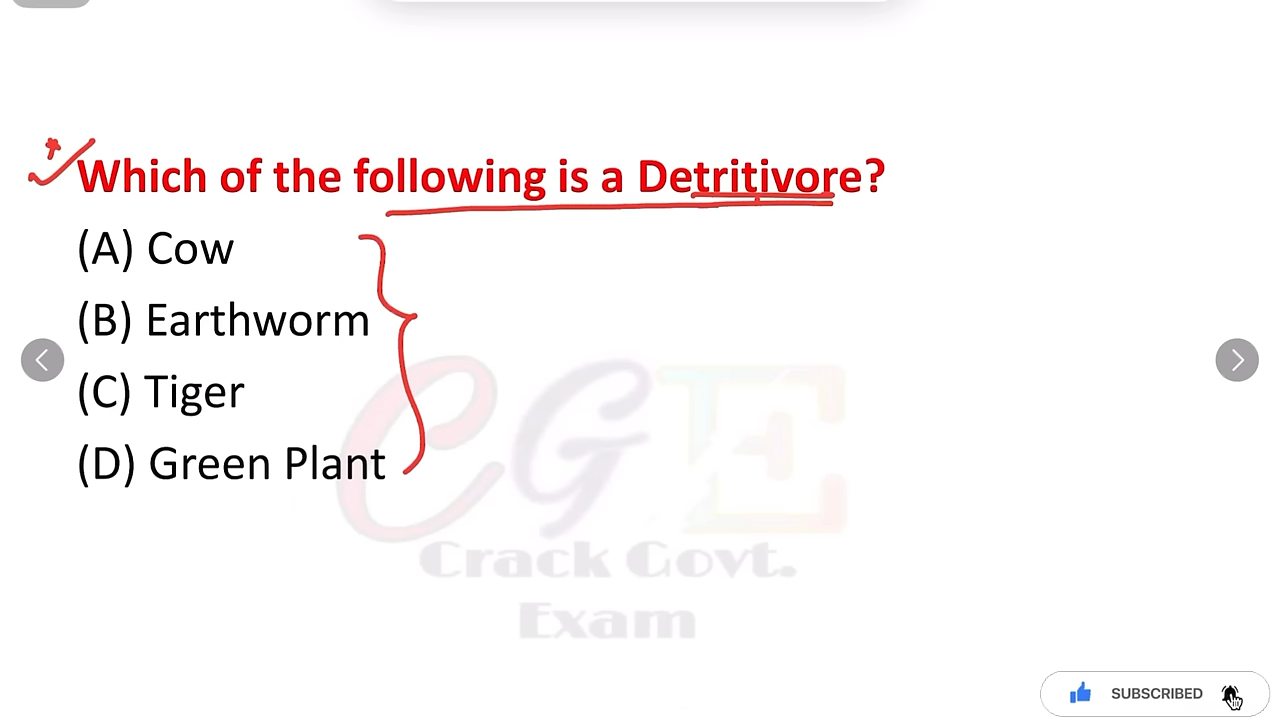 Which of the following is a Detritivore?
(A) Cow
(B) Earthworm
(C) Tiger
(D) Green Plant
CGE
Crack Govt.
Exam
SUBSCRIBED